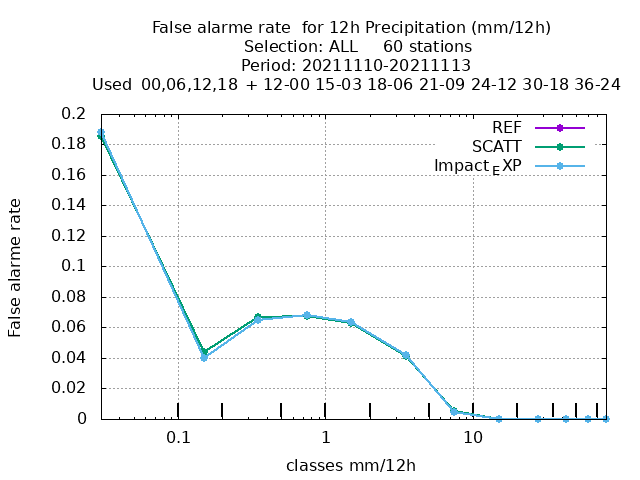 False alarme rate  for 12h Precipitation (mm/12h)
Selection: ALL     60 stations
Period: 20211110-20211113
Used  00,06,12,18  + 12-00 15-03 18-06 21-09 24-12 30-18 36-24
0.2
0.18
0.16
0.14
0.12
0.1
0.08
0.06
0.04
0.02
0
REF
SCATT
Impact_EXP
False alarme rate
0.1 1 10
classes mm/12h